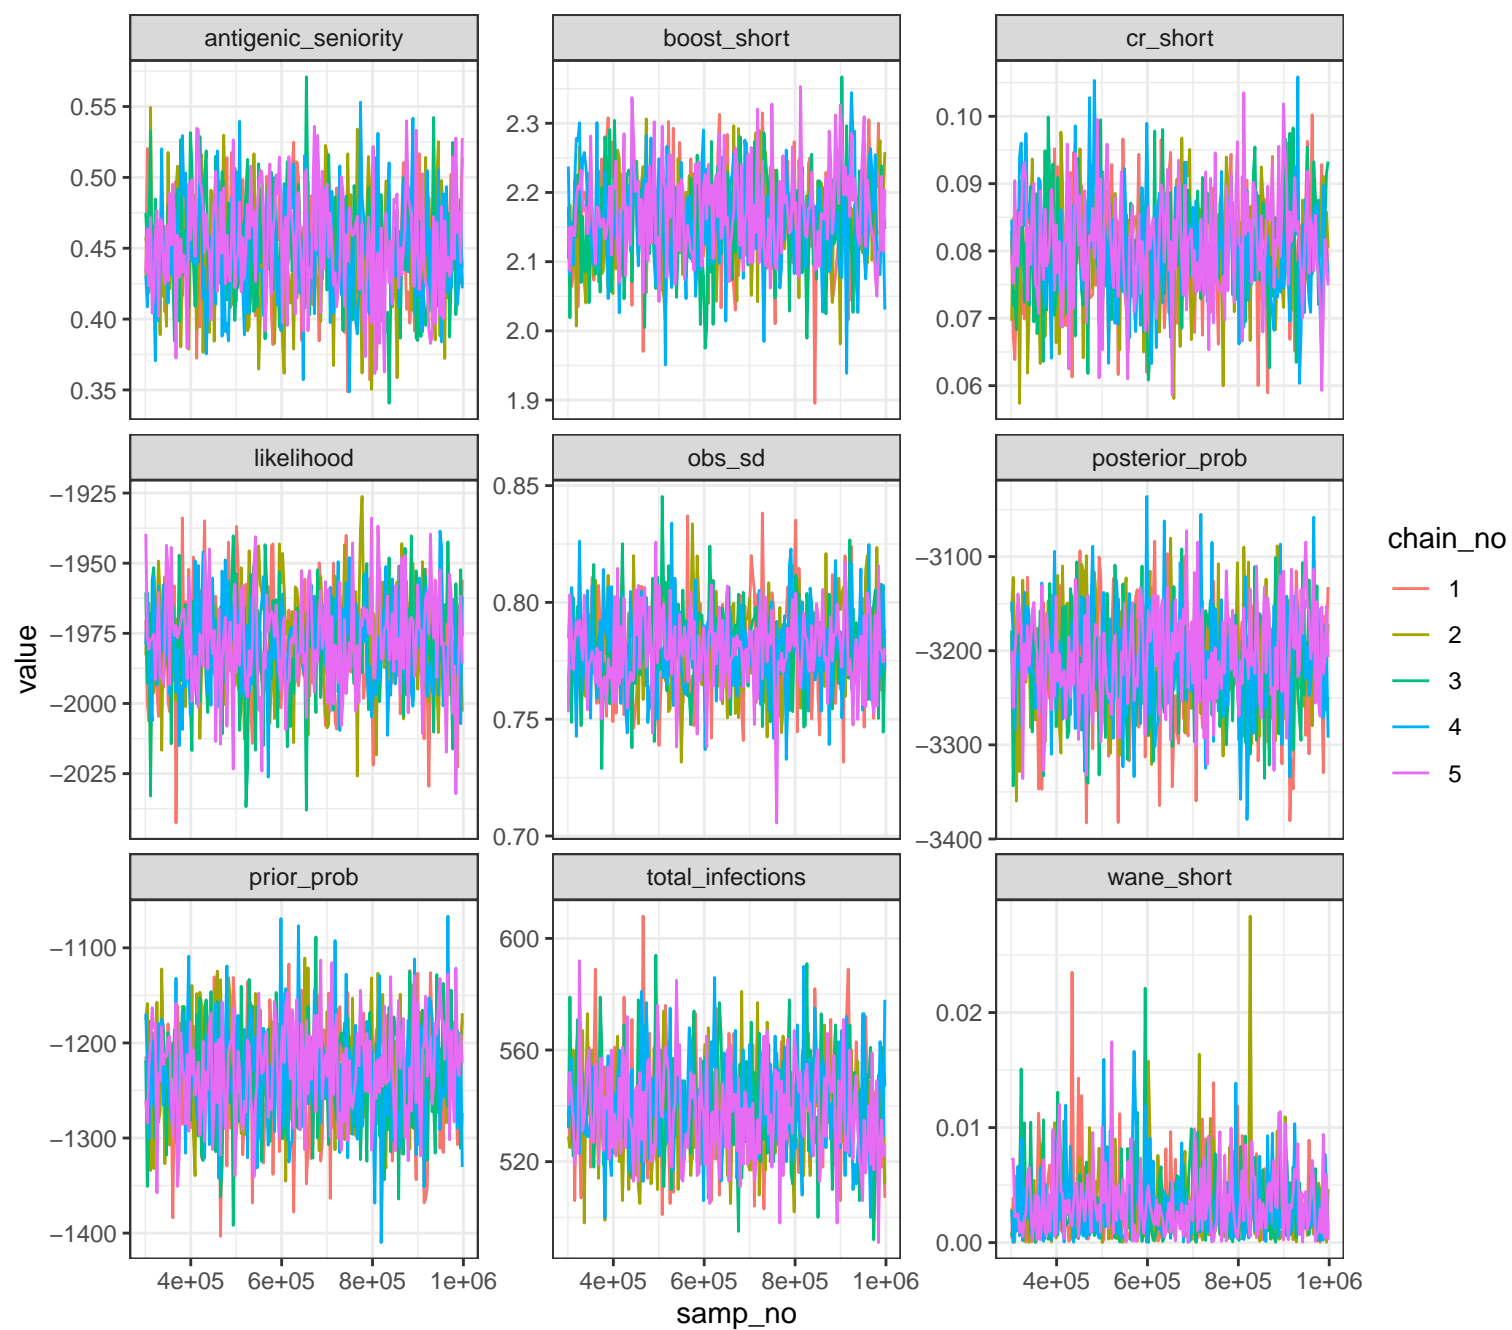 antigenic_seniority
boost_short
cr_short
0.55
0.50
0.45
0.40
0.35
2.3
2.2
2.1
2.0
1.9
0.10
0.09
0.08
0.07
0.06
likelihood
obs_sd
posterior_prob
−1925
−1950
−1975
−2000
−2025
0.85
0.80
0.75
0.70
−3100
−3200
−3300
−3400
prior_prob
total_infections
wane_short
−1100
−1200
−1300
−1400
600
560
520
0.02
0.01
0.00
4e+05 6e+05 8e+05 1e+06
4e+05 6e+05 8e+05 1e+06
4e+05 6e+05 8e+05 1e+06
samp_no
value
chain_no
1
2
3
4
5